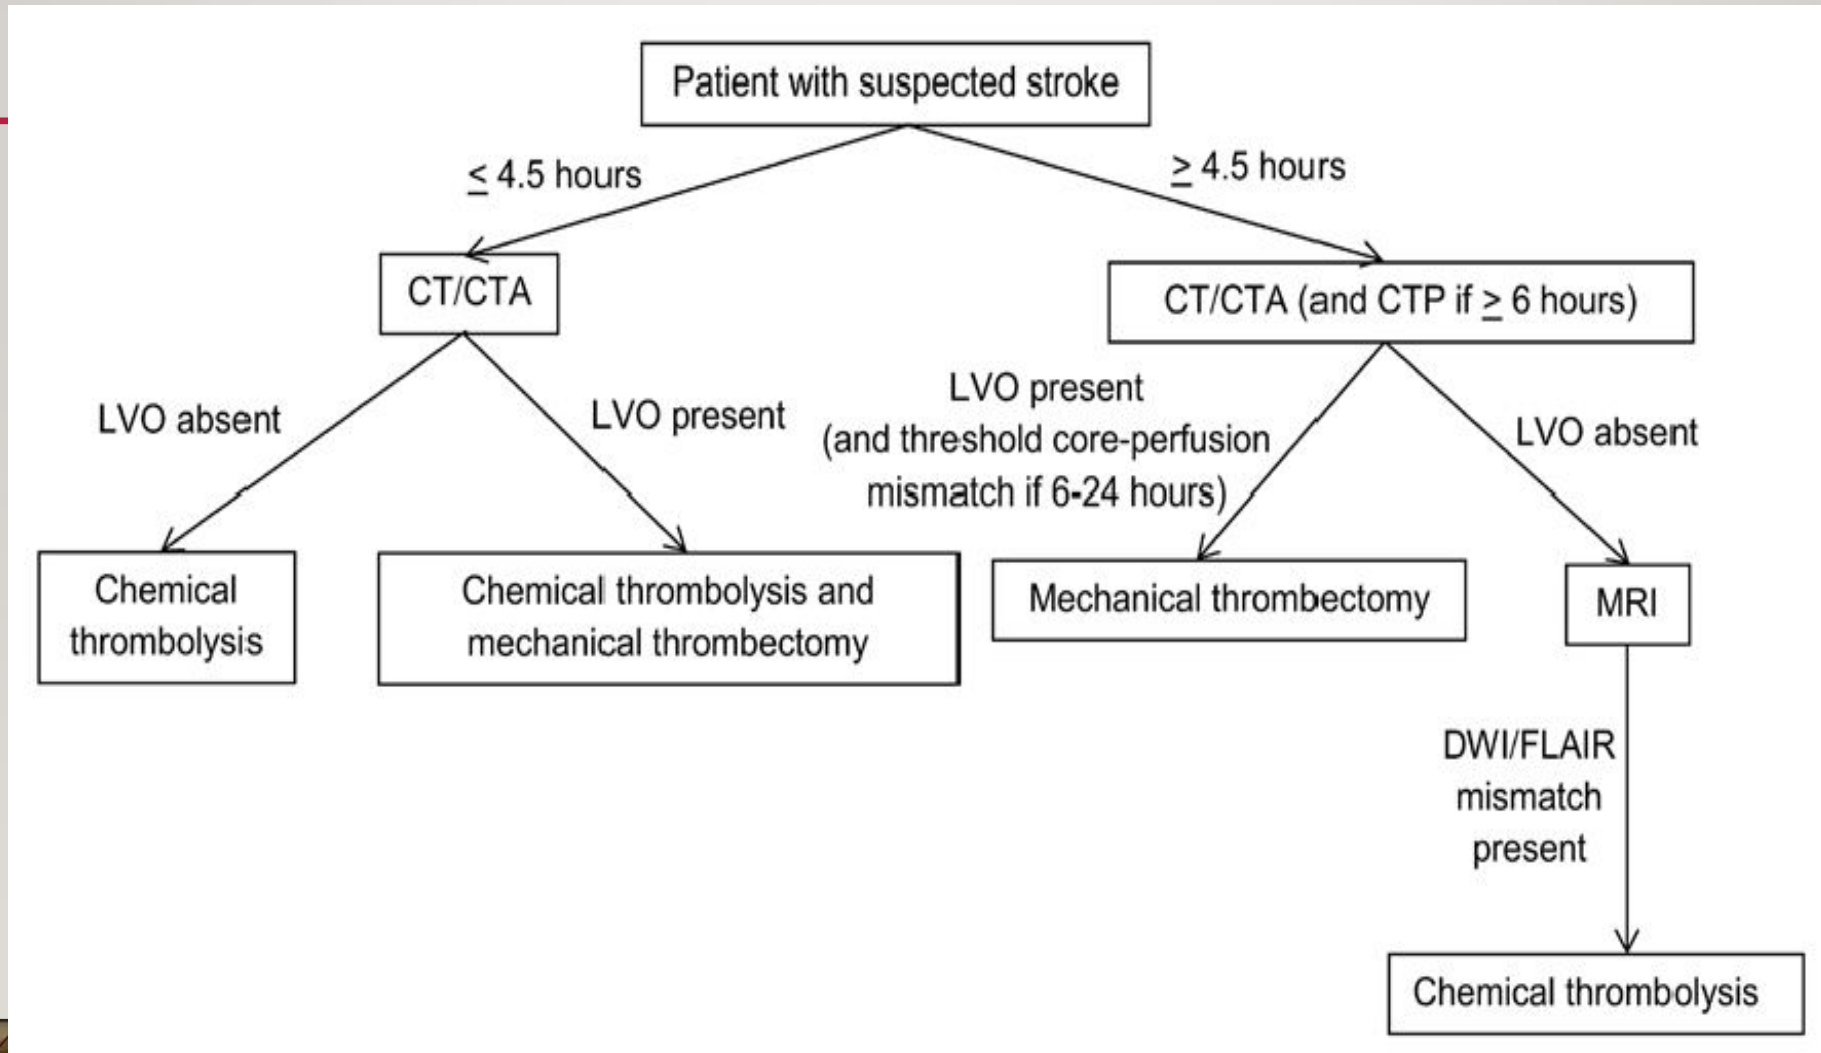 Patient with suspected stroke
≤ 4.5 hours
≥ 4.5 hours
CT/CTA
CT/CTA (and CTP if ≥ 6 hours)
LVO absent
LVO present
LVO present
(and threshold core-perfusion
mismatch if 6-24 hours)
LVO absent
Chemical
thrombolysis
Chemical thrombolysis and
mechanical thrombectomy
Mechanical thrombectomy
MRI
DWI/FLAIR
mismatch
present
Chemical thrombolysis